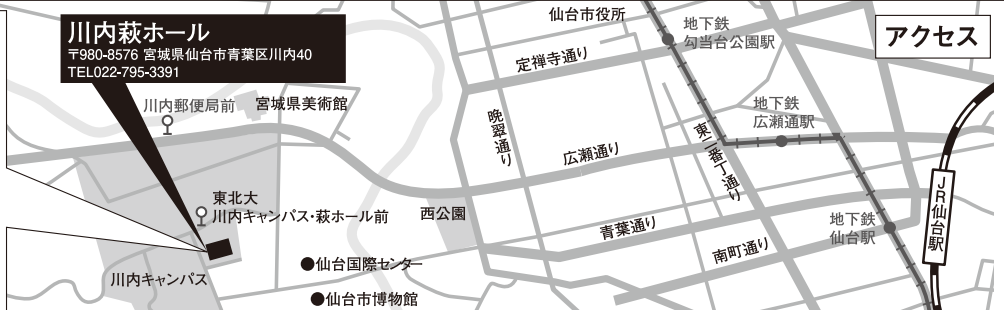 川内萩ホール
〒980-8576 宮城県仙台市青葉区川内40
TEL022-795-3391
アクセス
仙台市役所
地下鉄
勾当台公園駅
定禅寺通り
川内郵便局前
宮城県美術館
晩翠通り
地下鉄
広瀬通駅
東二番丁通り
広瀬通り
JR仙台駅
東北大
川内キャンパス・萩ホール前
西公園
青葉通り
地下鉄
仙台駅
南町通り
川内キャンパス
●仙台国際センター
●仙台市博物館